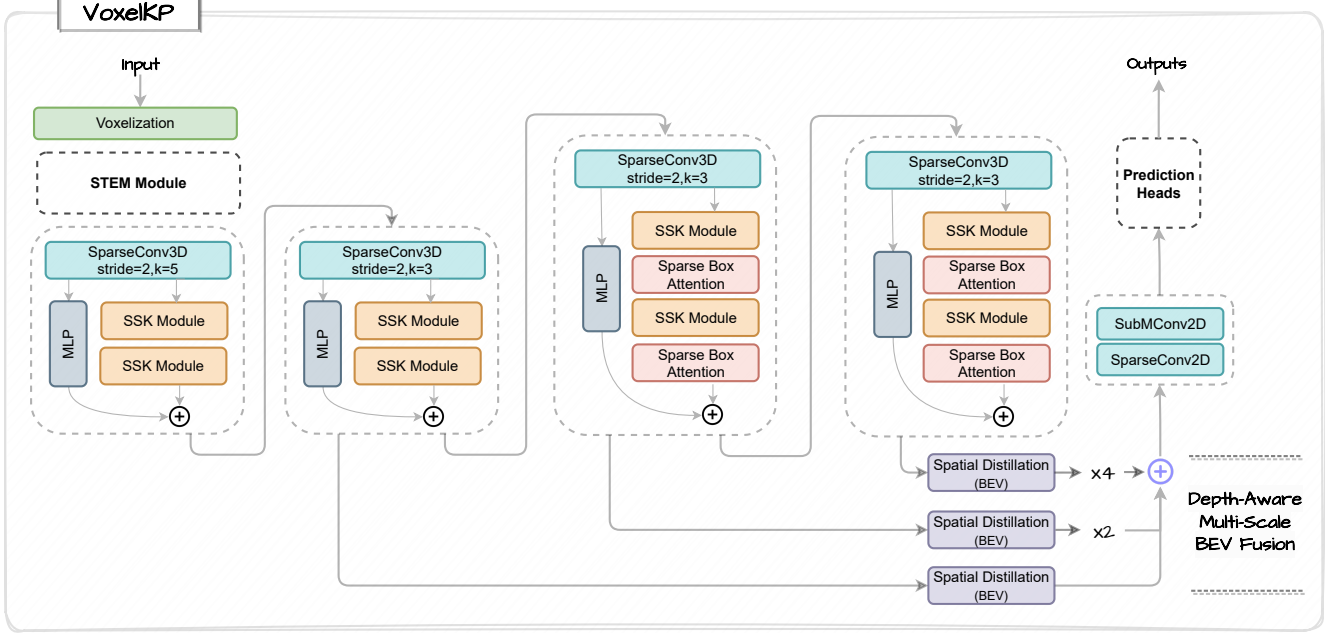 VoxelKP
Input
Voxelization
STEM Module
SparseConv3D
stride=2,k=5
MLP
SSK Module
SSK Module
SparseConv3D
stride=2,k=3
MLP
SSK Module
SSK Module
SparseConv3D
stride=2,k=3
MLP
SSK Module
Sparse Box
Attention
SSK Module
Sparse Box
Attention
SparseConv3D
stride=2,k=3
MLP
SSK Module
Sparse Box
Attention
SSK Module
Sparse Box
Attention
Outputs
Prediction
Heads
SubMConv2D
SparseConv2D
Spatial Distillation
(BEV)
x4
Spatial Distillation
(BEV)
x2
Spatial Distillation
(BEV)
Depth-Aware
Multi-Scale
BEV Fusion